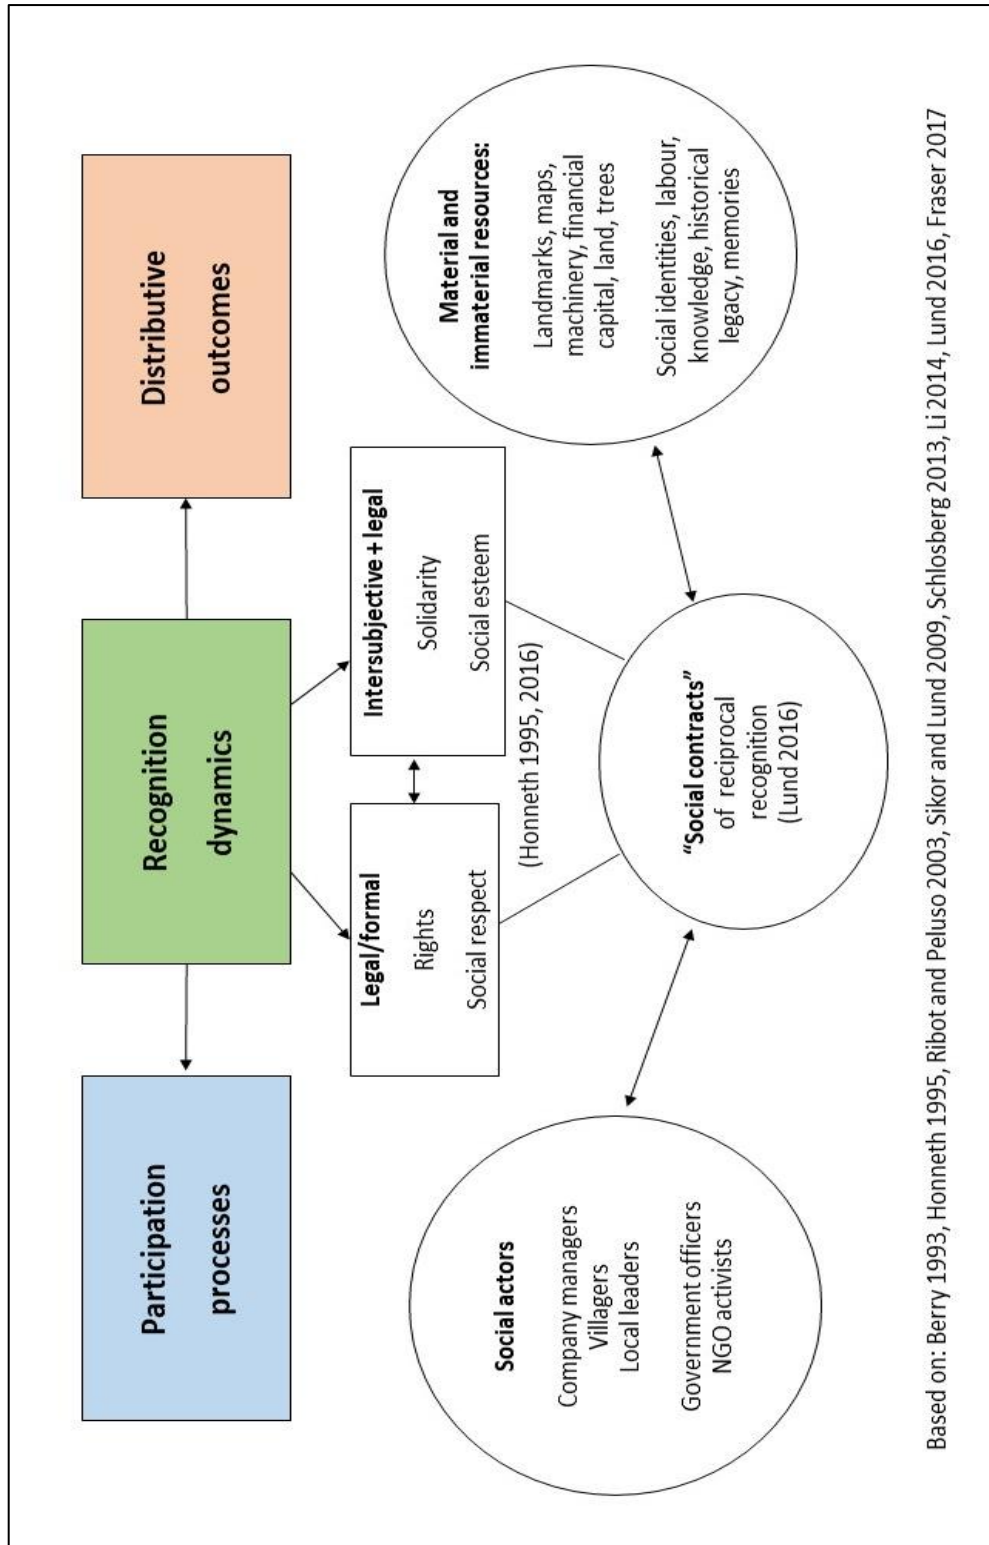 Participation
processes
Recognition
dynamics
Distributive
outcomes
Legal/formal
Rights
Social respect
Intersubjective + legal
Solidarity
Social esteem
(Honneth 1995, 2016)
Social actors
Company managers
Villagers
Local leaders
Government officers
NGO activists
“Social contracts”
of reciprocal
recognition
(Lund 2016)
Material and
immaterial resources:
Landmarks, maps,
machinery, financial
capital, land, trees
Social identities, labour,
knowledge, historical
legacy, memories
Based on: Berry 1993, Honneth 1995, Ribot and Peluso 2003, Sikor and Lund 2009, Schlosberg 2013, Li 2014, Lund 2016, Fraser 2017